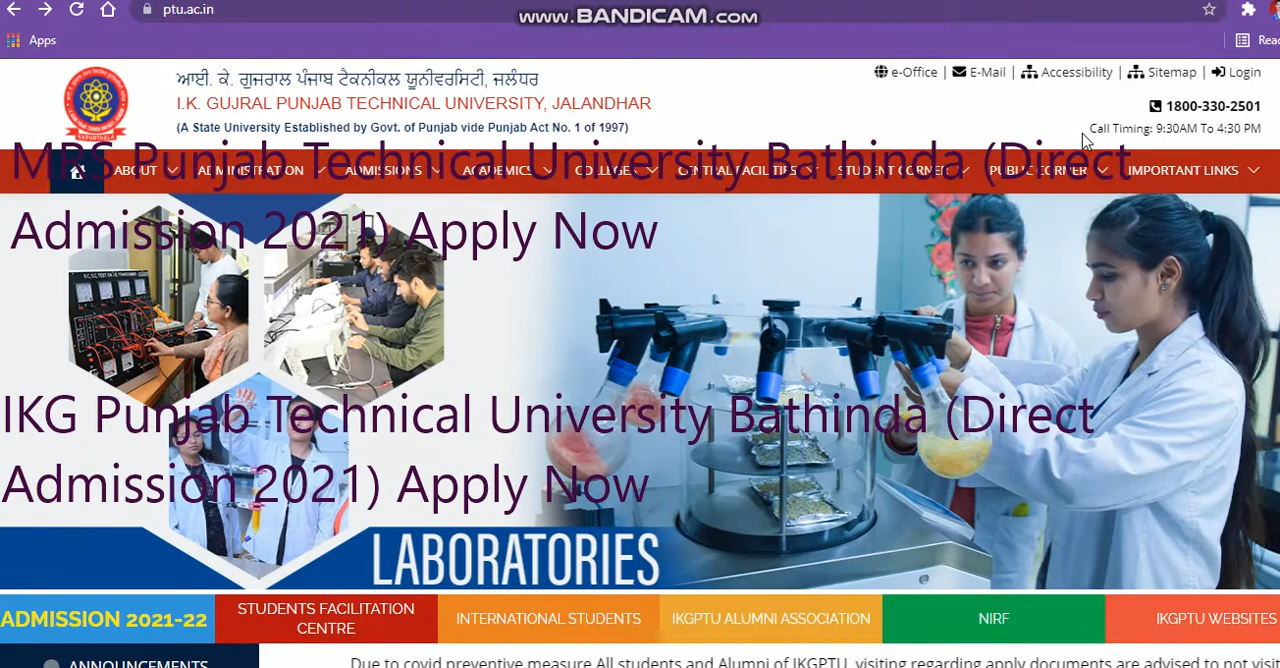 ptu.ac.in
www.BANDICAM.com
Apps
Read
ਆਈ. ਕੇ. ਗੁਜਰਾਲ ਪੰਜਾਬ ਟੈਕਨੀਕਲ ਯੂਨੀਵਰਸਿਟੀ, ਜਲੰਧਰ
I.K. GUJRAL PUNJAB TECHNICAL UNIVERSITY, JALANDHAR
(A State University Established by Govt. of Punjab vide Punjab Act No. 1 of 1997)
KAPURTHALA
e-Office | E-Mail | Accessibility | Sitemap | Login
1800-330-2501
Call Timing: 9:30AM To 4:30 PM
MRS Punjab Technical University Bathinda (Direct
Admission 2021) Apply Now
ABOUT ADMINISTRATION ADMISSIONS ACADEMICS COLLEGES CENTRAL FACILITIES STUDENT CORNER PUBLIC CORNER IMPORTANT LINKS
IKG Punjab Technical University Bathinda (Direct
Admission 2021) Apply Now
LABORATORIES
ADMISSION 2021-22
STUDENTS FACILITATION
CENTRE
INTERNATIONAL STUDENTS
IKGPTU ALUMNI ASSOCIATION
NIRF
IKGPTU WEBSITES
ANNOUNCEMENTS
Due to covid preventive measure All students and Alumni of IKGPTU, visiting regarding apply documents are advised to not visi